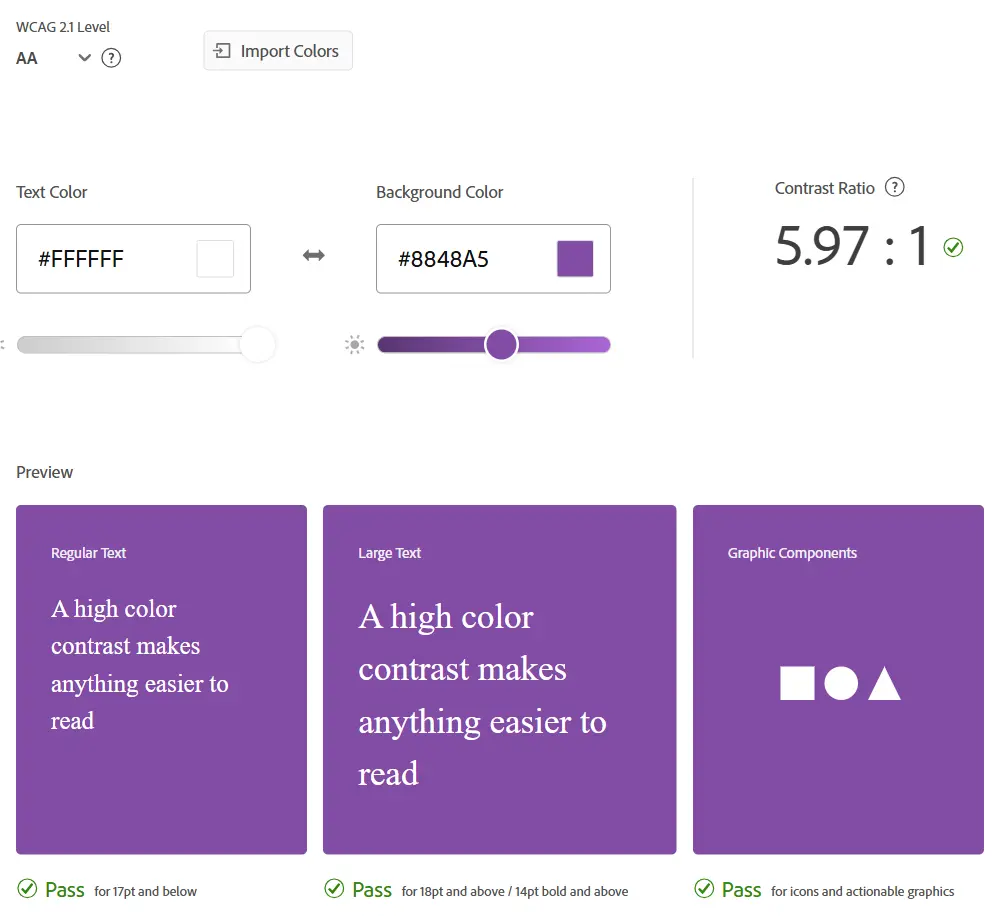 WCAG 2.1 Level
AA
Import Colors
Text Color
#FFFFFF
Background Color
#8848A5
Contrast Ratio
5.97 : 1
Preview
Regular Text
A high color
contrast makes
anything easier to
read
Pass for 17pt and below
Large Text
A high color
contrast makes
anything easier to
read
Pass for 18pt and above / 14pt bold and above
Graphic Components
Pass for icons and actionable graphics